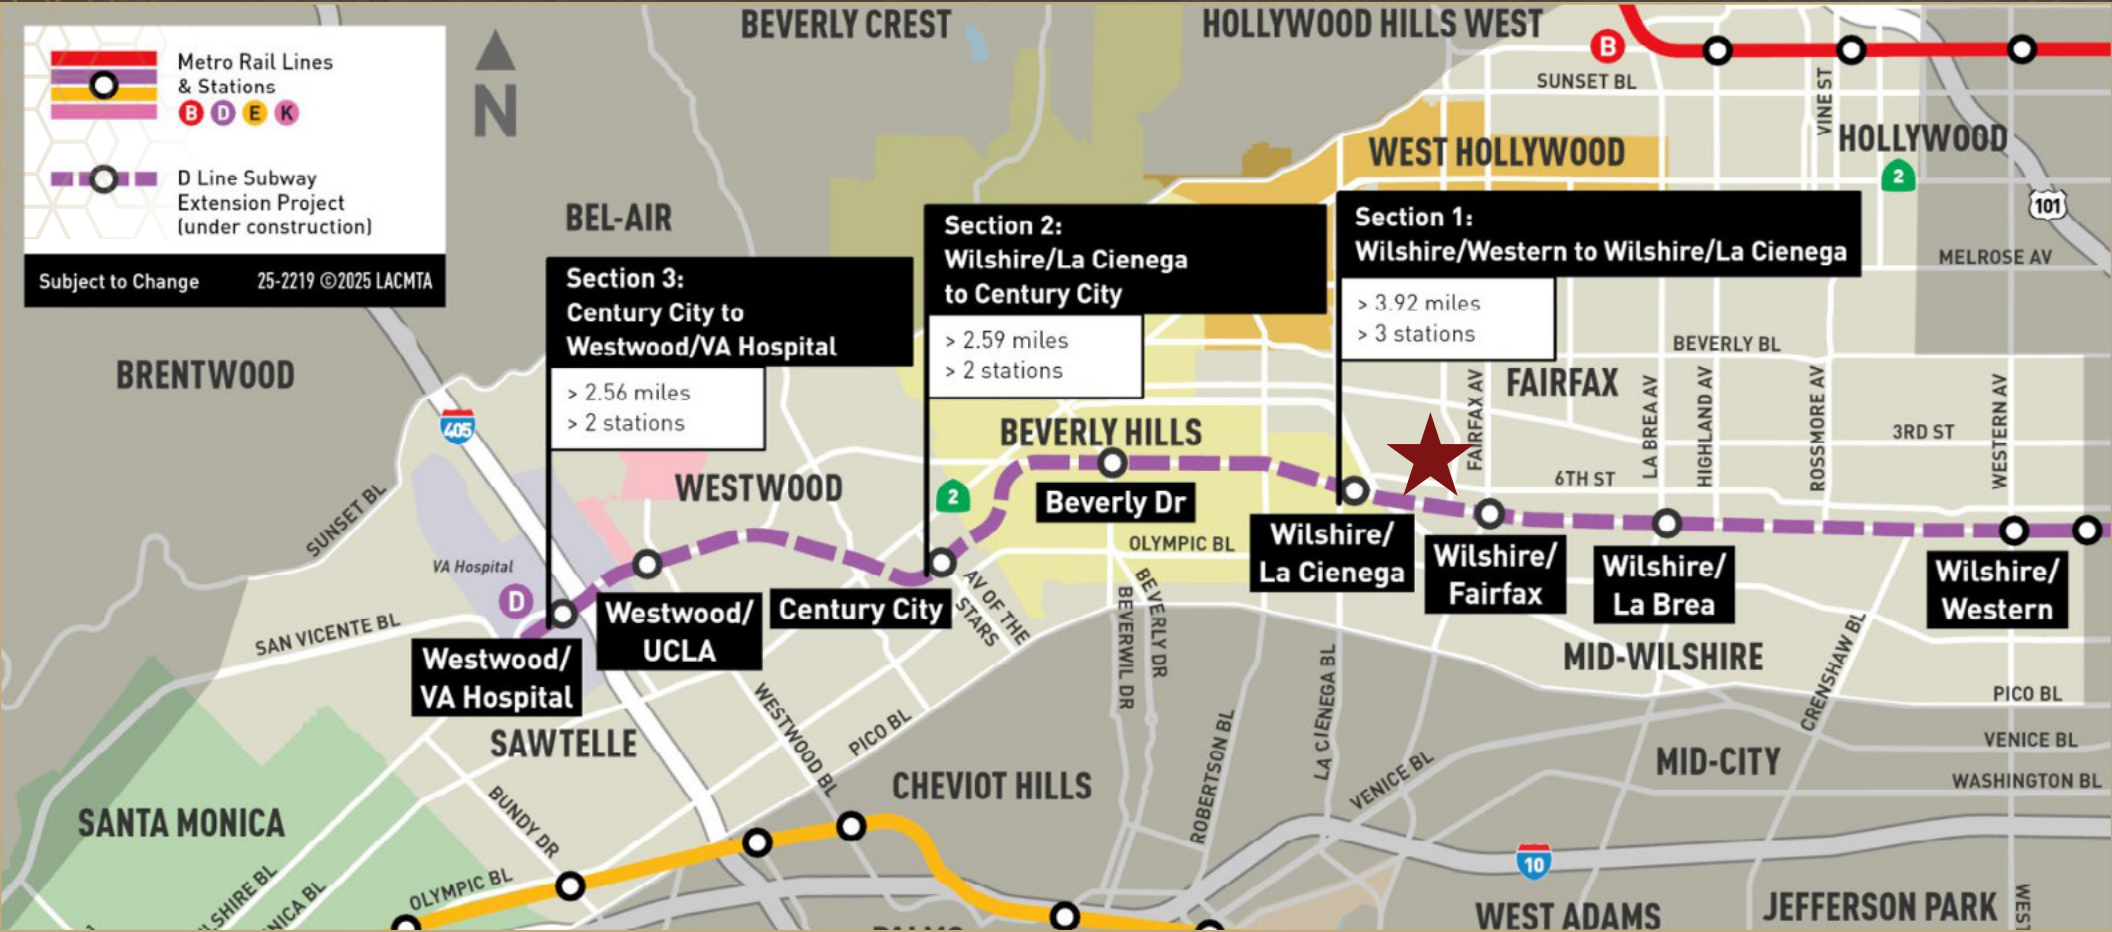 Metro Rail Lines
& Stations
B D E K
D Line Subway
Extension Project
(under construction)
Subject to Change 25-2219 ©2025 LACMTA
N
BEVERLY CREST
HOLLYWOOD HILLS WEST
B
SUNSET BL
VINE ST
HOLLYWOOD
2
101
WEST HOLLYWOOD
BEL-AIR
MELROSE AV
Section 3:
Century City to
Westwood/VA Hospital
> 2.56 miles
> 2 stations
Section 2:
Wilshire/La Cienega
to Century City
> 2.59 miles
> 2 stations
Section 1:
Wilshire/Western to Wilshire/La Cienega
> 3.92 miles
> 3 stations
BRENTWOOD
405
BEVERLY BL
FAIRFAX
FAIRFAX AV
LA BREA AV
HIGHLAND AV
ROSSMORE AV
WESTERN AV
3RD ST
6TH ST
BEVERLY HILLS
WESTWOOD
2
SUNSET BL
VA Hospital
D
Beverly Dr
OLYMPIC BL
Wilshire/
La Cienega
Wilshire/
Fairfax
Wilshire/
La Brea
Wilshire/
Western
Century City
AV OF THE
STARS
Westwood/
UCLA
Westwood/
VA Hospital
SAN VICENTE BL
BEVERWIL DR
BEVERLY DR
MID-WILSHIRE
CRENSHAW BL
PICO BL
SAWTELLE
WESTWOOD BL
PICO BL
ROBERTSON BL
LA CIENEGA BL
VENICE BL
VENICE BL
MID-CITY
WASHINGTON BL
CHEVIOT HILLS
BUNDY DR
SANTA MONICA
OLYMPIC BL
10
WEST ADAMS
JEFFERSON PARK